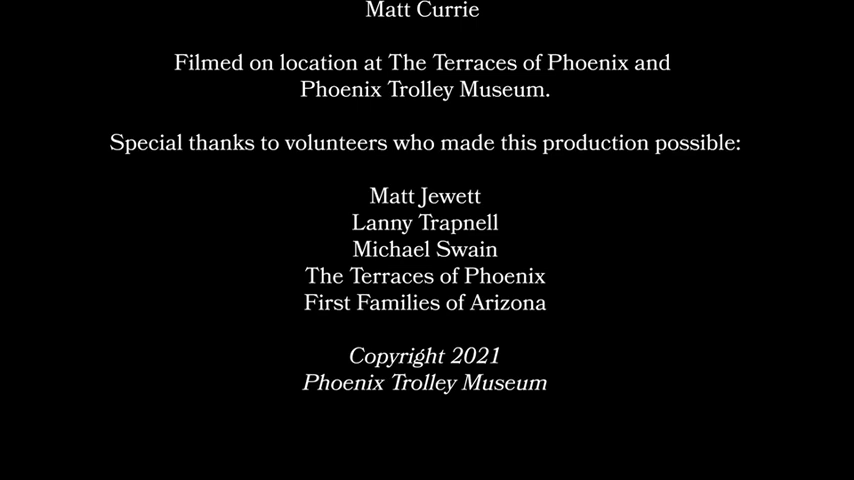 Matt Currie
Filmed on location at The Terraces of Phoenix and
Phoenix Trolley Museum.
Special thanks to volunteers who made this production possible:
Matt Jewett
Lanny Trapnell
Michael Swain
The Terraces of Phoenix
First Families of Arizona
Copyright 2021
Phoenix Trolley Museum